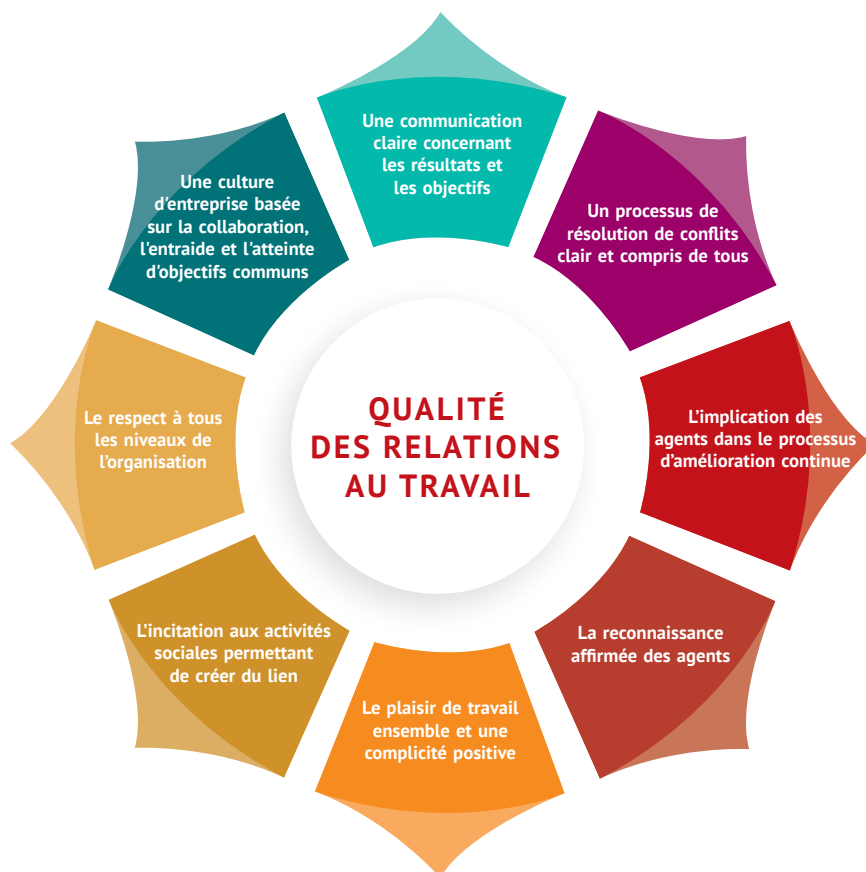 Une communication
claire concernant
les résultats et
les objectifs
Un processus de
résolution de conflits
clair et compris de tous
L'implication des
agents dans le processus
d'amélioration continue
La reconnaissance
affirmée des agents
Le plaisir de travail
ensemble et une
complicité positive
L'incitation aux activités
sociales permettant
de créer du lien
Le respect à tous
les niveaux de
l'organisation
Une culture
d'entreprise basée
sur la collaboration,
l'entraide et l'atteinte
d'objectifs communs
QUALITÉ
DES RELATIONS
AU TRAVAIL